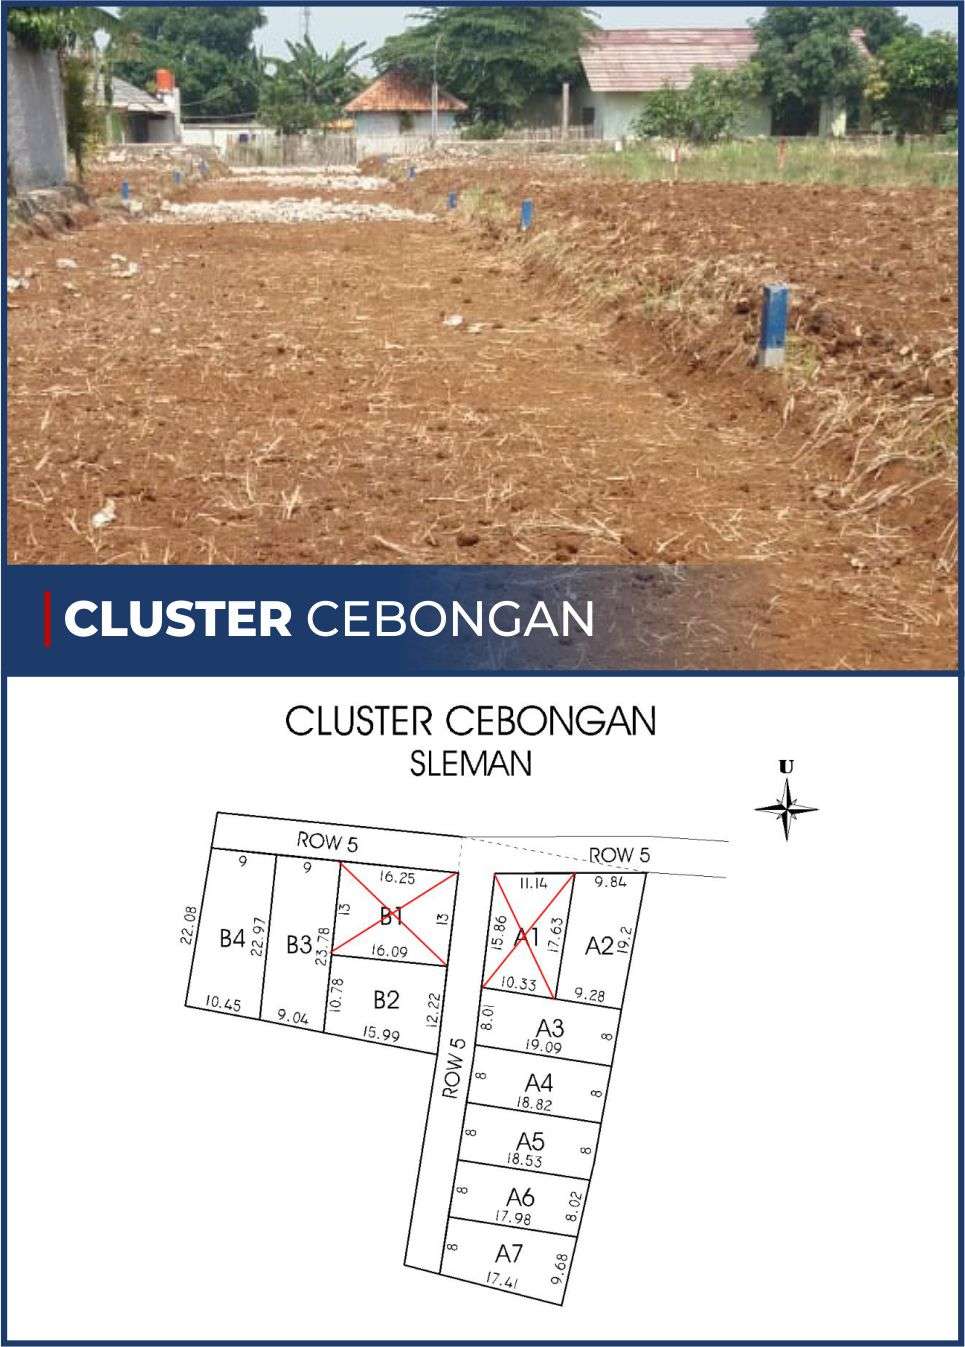 CLUSTER CEBONGAN
CLUSTER CEBONGAN
SLEMAN
U
ROW 5
ROW 5
9
9
16.25
11.14
9.84
22.08
B4
22.97
B3
23.78
13
B1
13
16.09
15.86
A1
17.63
A2
19.2
10.33
9.28
10.45
9.04
10.78
B2
12.22
15.99
ROW 5
8.01
A3
8
19.09
8
A4
8
18.82
8
A5
8
18.53
8
A6
8.02
17.98
8
A7
9.68
17.41